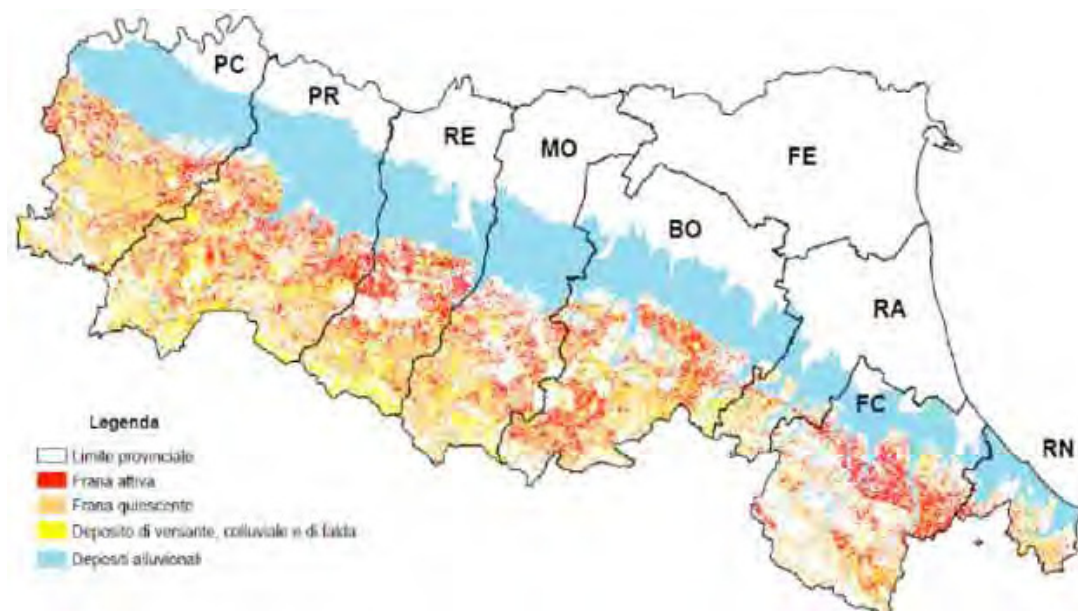 PC
PR
RE
MO
FE
BO
RA
FC
RN
Legenda
Limite provinciale
Frana attiva
Frana quiescente
Deposito di versante, colluviale e di falda
Depositi alluvionali